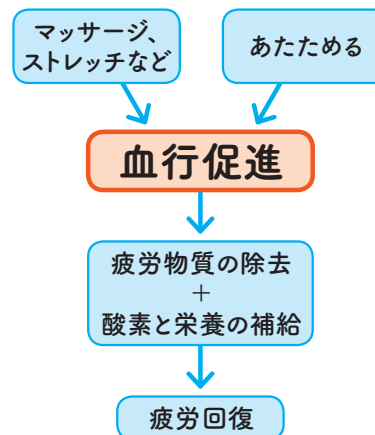 マッサージ、
ストレッチなど
あたためる
血行促進
疲労物質の除去
+
酸素と栄養の補給
疲労回復